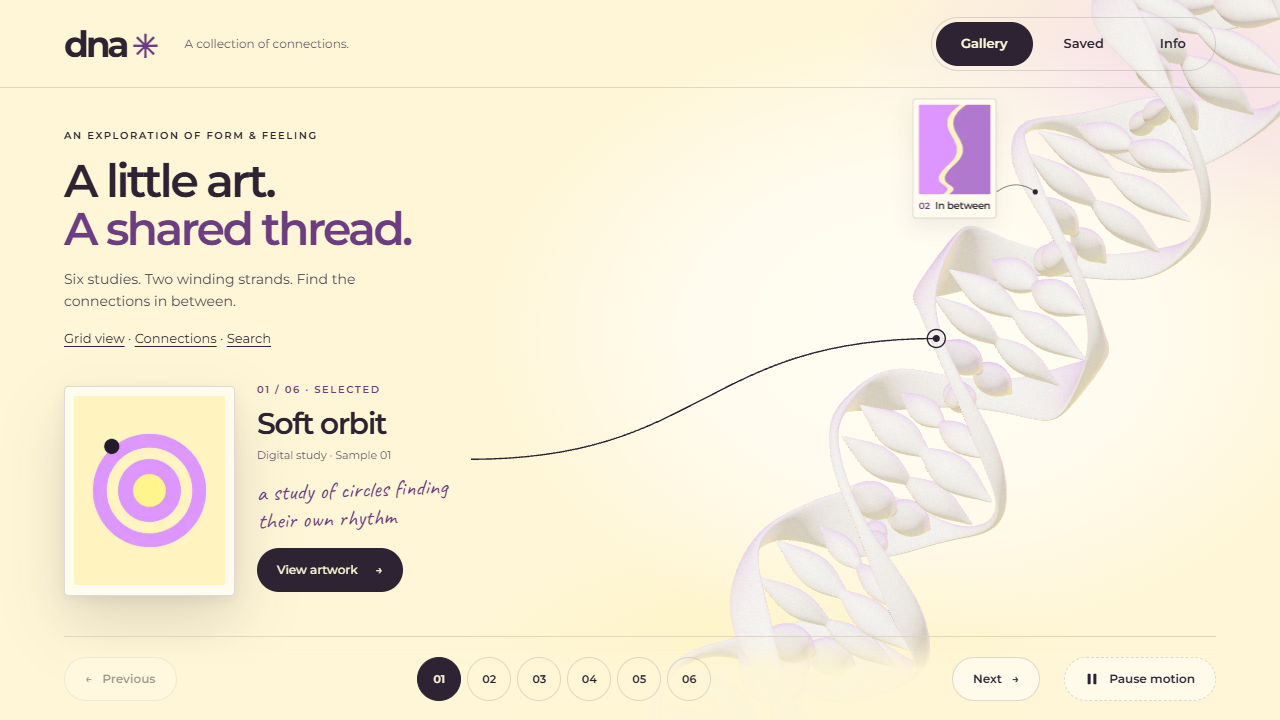 dna
A collection of connections.
Gallery
Saved
Info
AN EXPLORATION OF FORM & FEELING
A little art.
A shared thread.
Six studies. Two winding strands. Find the
connections in between.
Grid view · Connections · Search
02 In between
01 / 06 · SELECTED
Soft orbit
Digital study · Sample 01
a study of circles finding
their own rhythm
View artwork →
← Previous
01
02
03
04
05
06
Next →
Pause motion